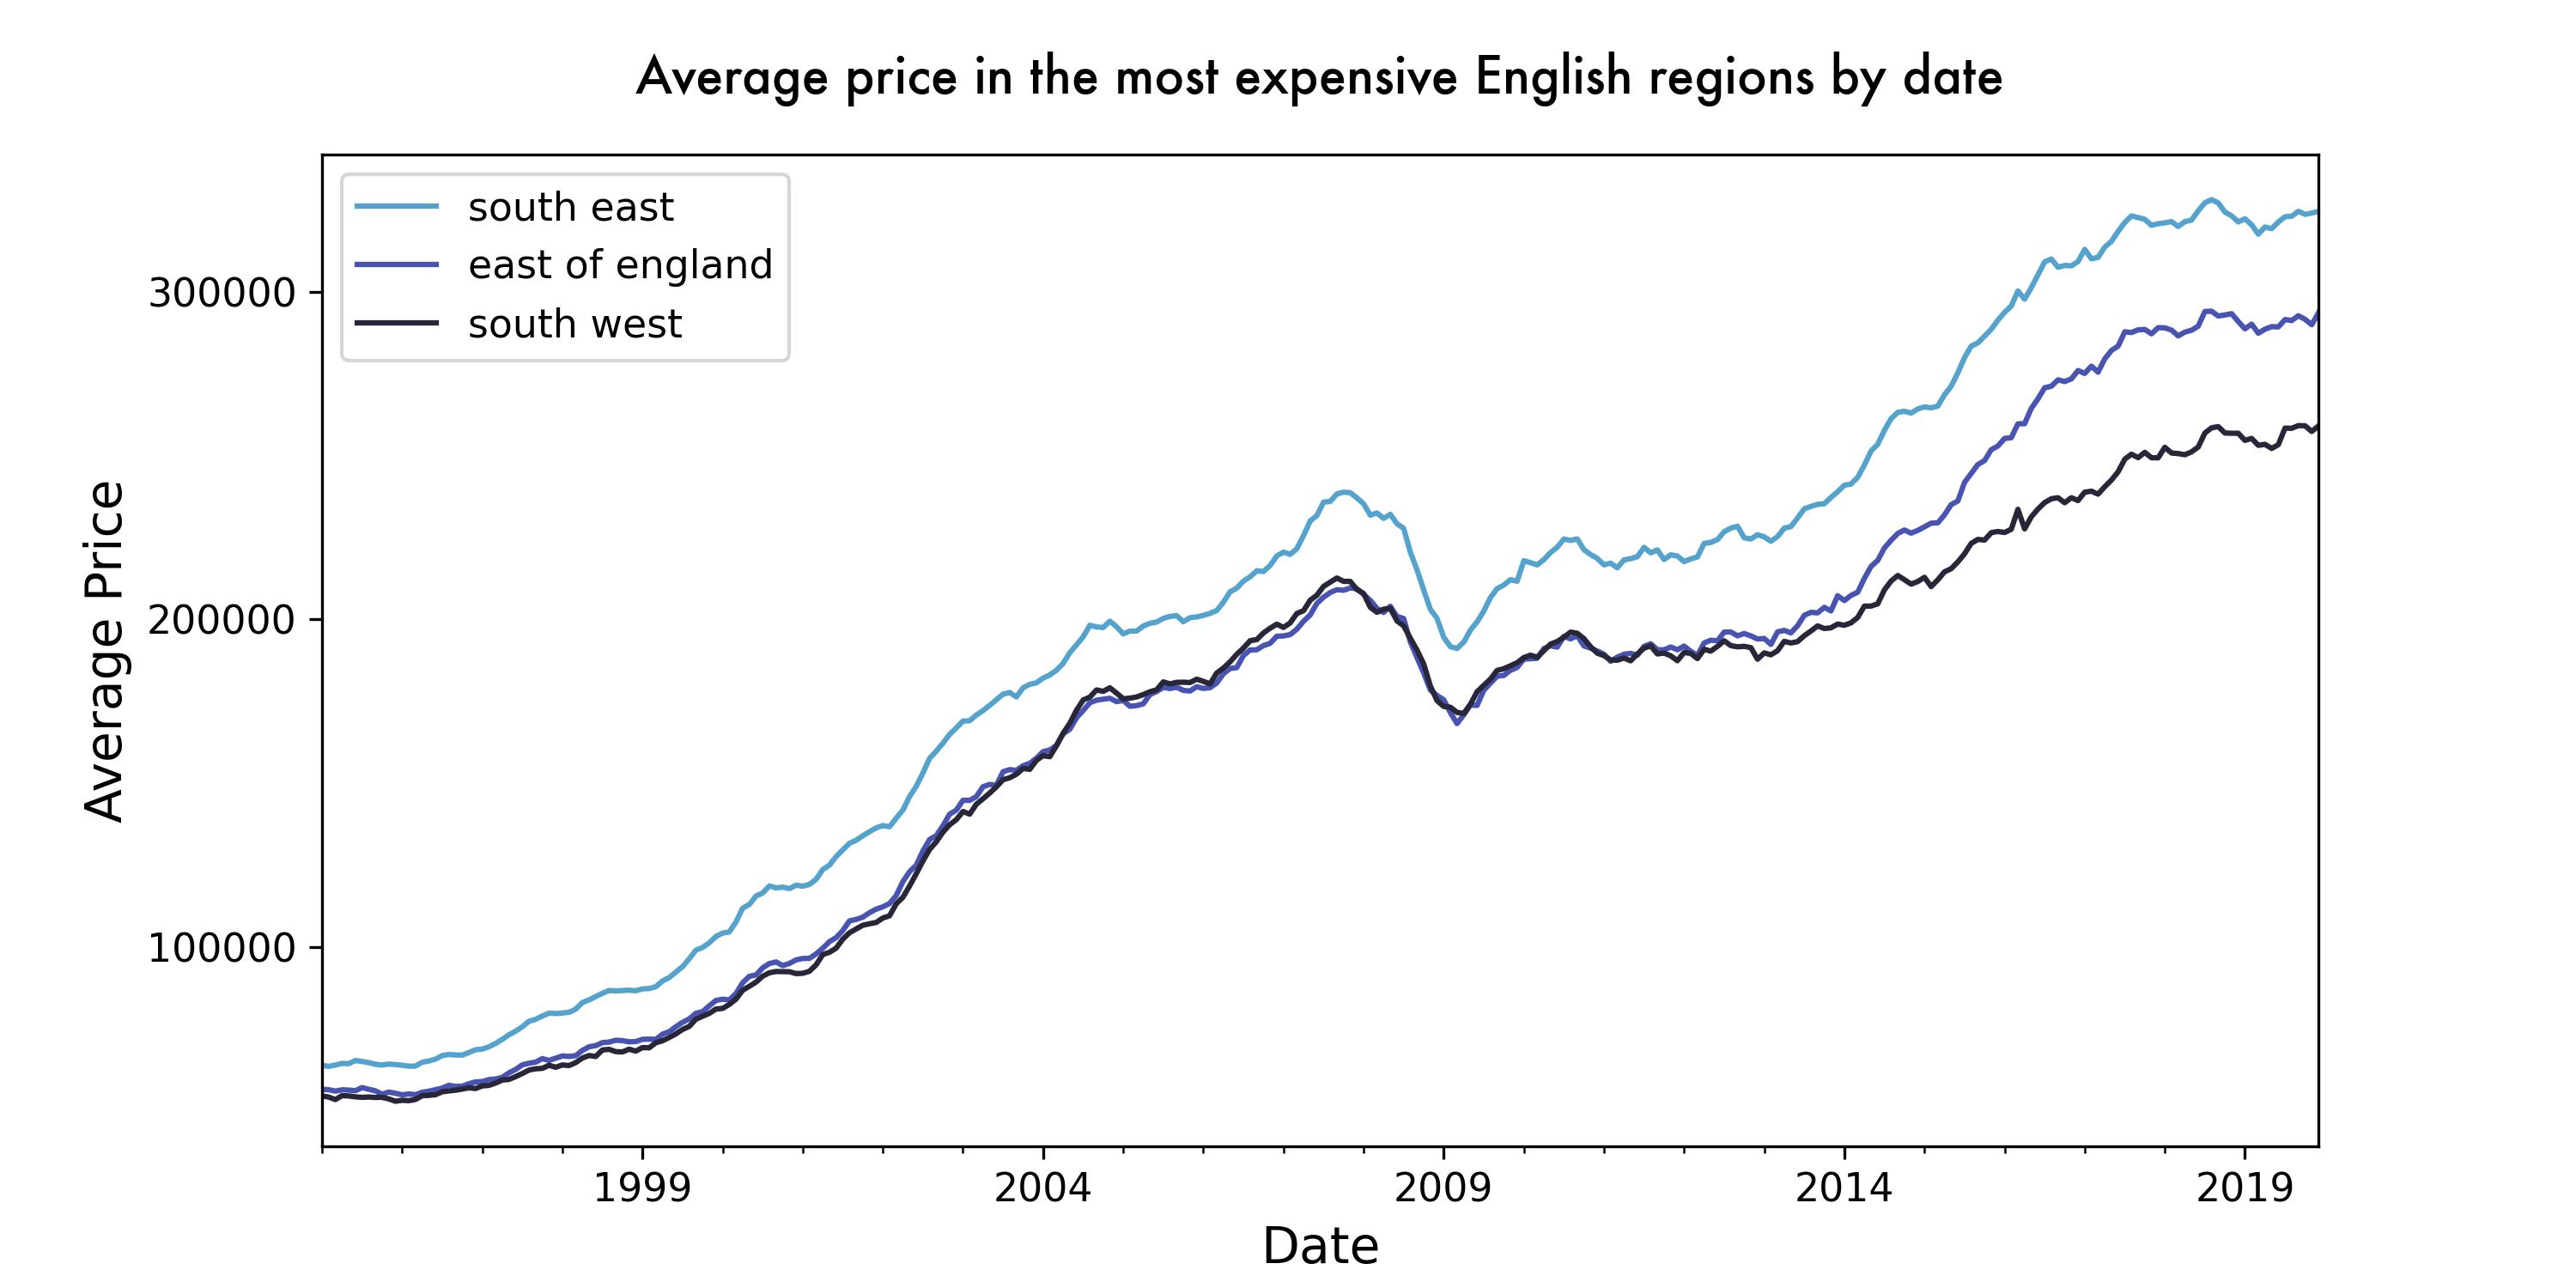 Average price in the most expensive English regions by date
south east
east of england
south west
300000
200000
100000
Average Price
1999 2004 2009 2014 2019
Date